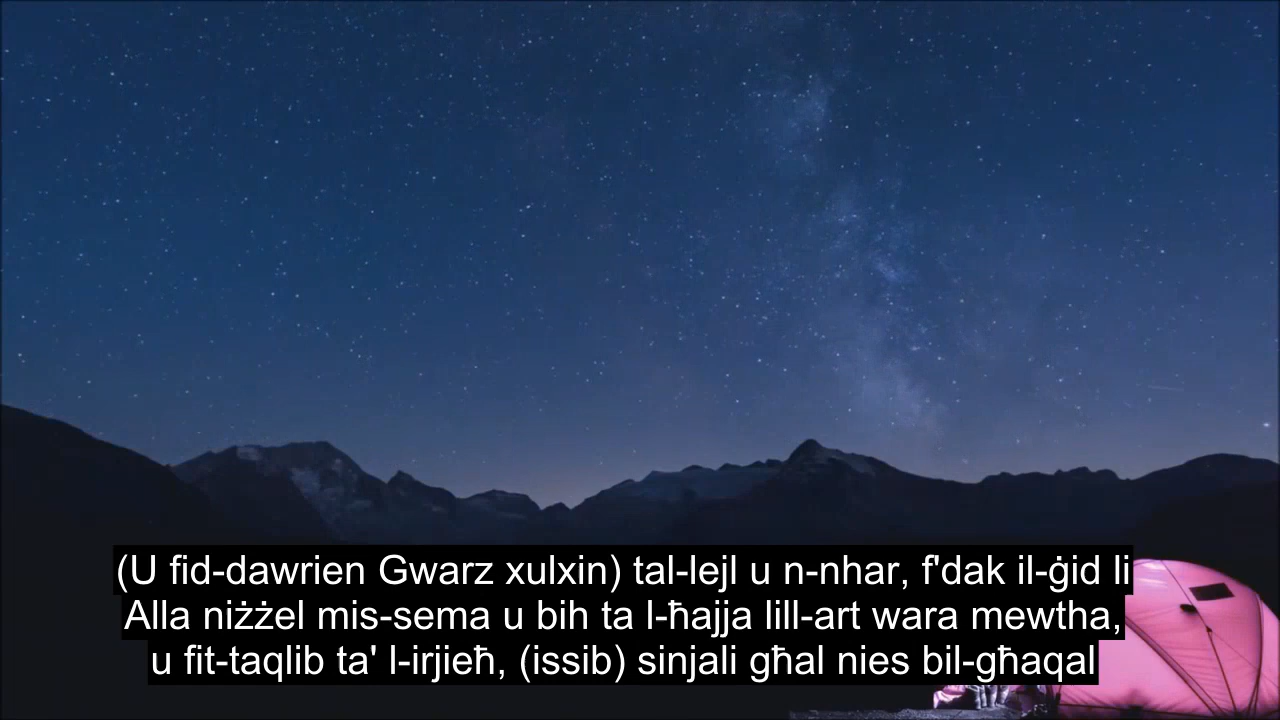 (U fid-dawrien Gwarz xulxin) tal-lejl u n-nhar, f'dak il-ġid li
Alla niżżel mis-sema u bih ta l-ħajja lill-art wara mewtha,
u fit-taqlib ta' l-irjieħ, (issib) sinjali għal nies bil-għaqal